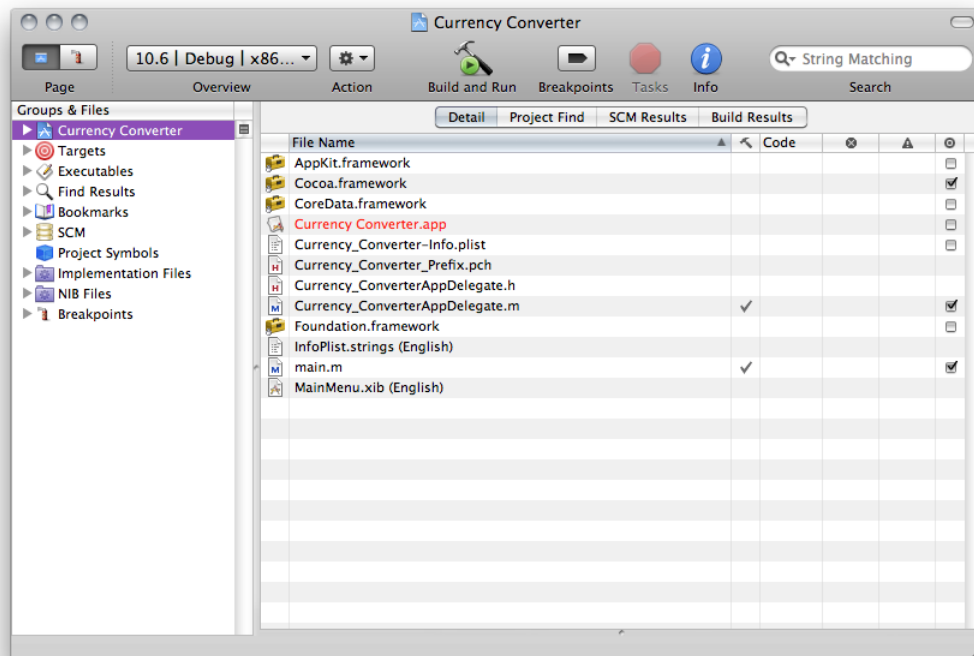 Currency Converter
10.6 | Debug | x86...
String Matching
Page Overview Action Build and Run Breakpoints Tasks Info Search
Groups & Files
Currency Converter
Targets
Executables
Find Results
Bookmarks
SCM
Project Symbols
Implementation Files
NIB Files
Breakpoints
Detail Project Find SCM Results Build Results
File Name Code
AppKit.framework
Cocoa.framework
CoreData.framework
Currency Converter.app
Currency_Converter-Info.plist
Currency_Converter_Prefix.pch
Currency_ConverterAppDelegate.h
Currency_ConverterAppDelegate.m
Foundation.framework
InfoPlist.strings (English)
main.m
MainMenu.xib (English)